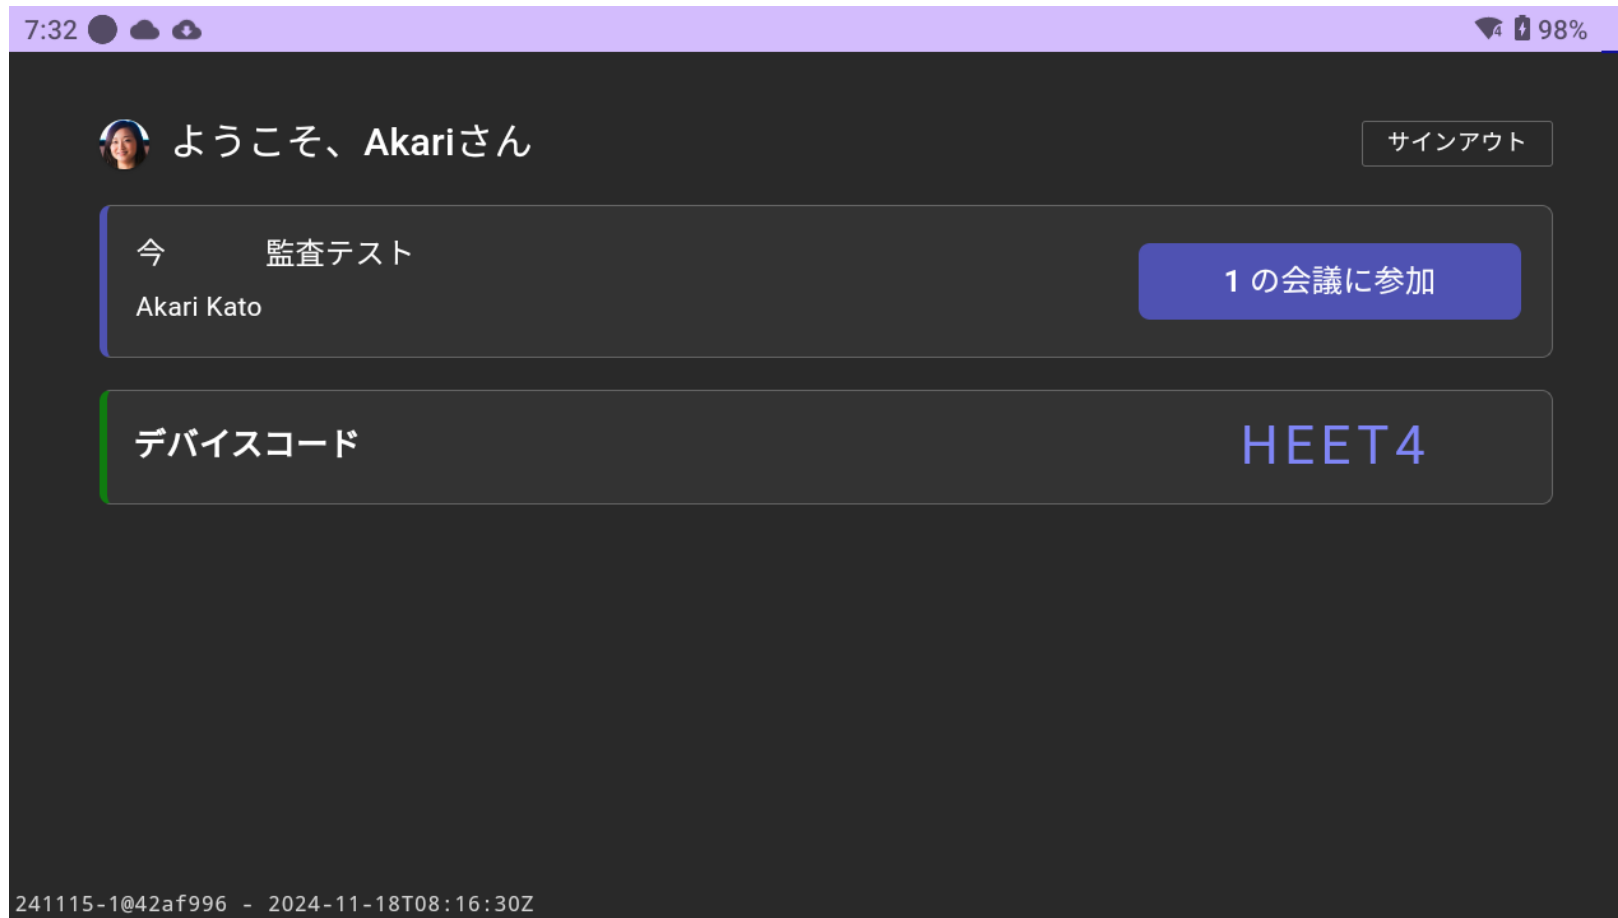 7:32
4
98%
ようこそ、Akariさん
サインアウト
今 監査テスト
1 の会議に参加
Akari Kato
デバイスコード
HEET4
241115-1@42af996 - 2024-11-18T08:16:30Z